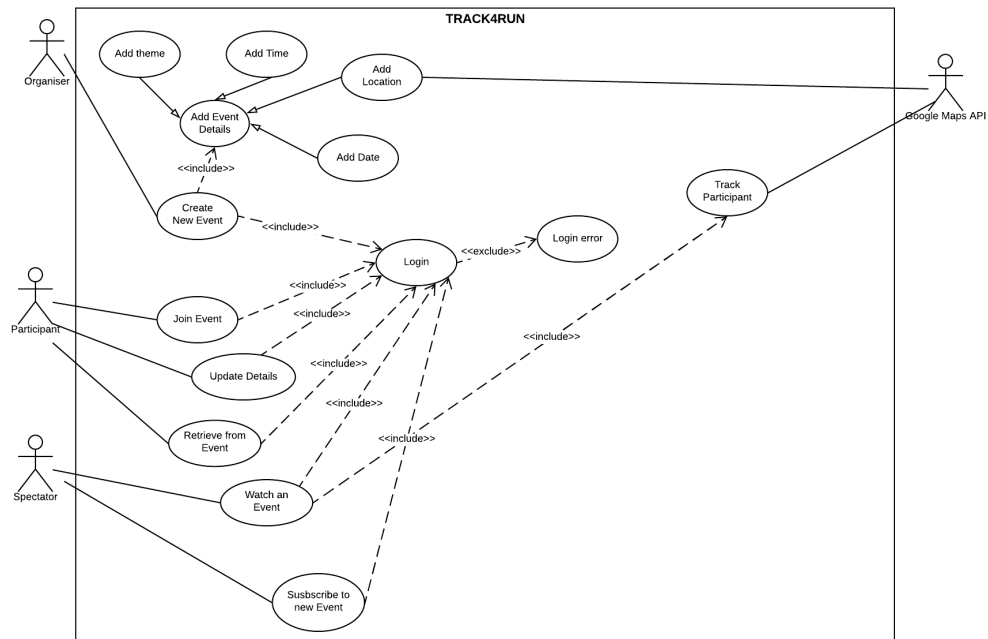 TRACK4RUN
Organiser
Add theme
Add Time
Add
Location
Google Maps API
Add Event
Details
Add Date
<<include>>
Track
Participant
Create
New Event
<<include>>
Login error
<<exclude>>
Login
<<include>>
Participant
Join Event
<<include>>
<<include>>
Update Details
<<include>>
<<include>>
Retrieve from
Event
<<include>>
Spectator
Watch an
Event
Susbscribe to
new Event